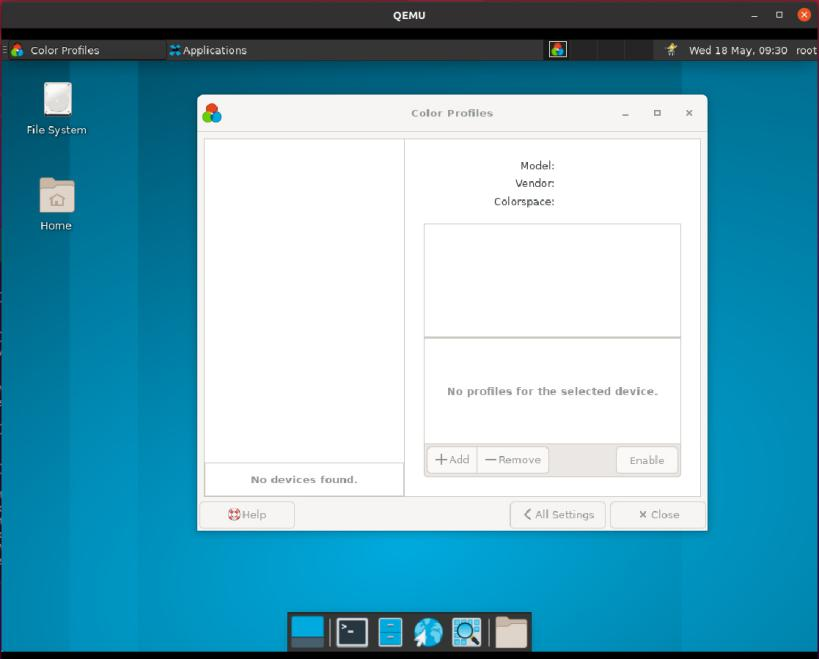 QEMU
Color Profiles
Applications
Wed 18 May, 09:30
root
File System
Home
Color Profiles
Model:
Vendor:
Colorspace:
No profiles for the selected device.
Add
Remove
Enable
No devices found.
Help
All Settings
Close